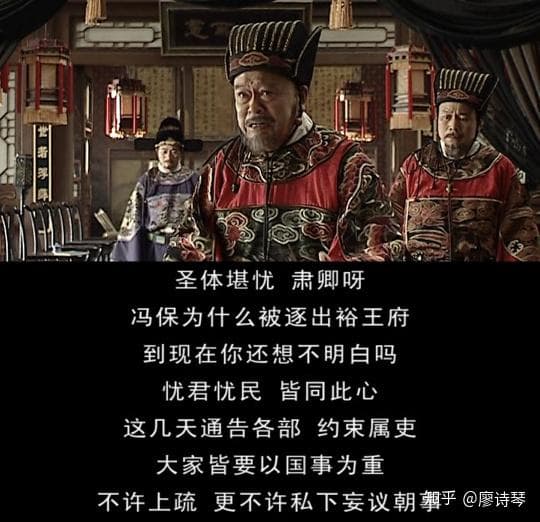 圣体堪忧 肃卿呀
冯保为什么被逐出裕王府
到现在你还想不明白吗
忧君忧民 皆同此心
这几天通告各部 约束属吏
大家皆要以国事为重
不许上疏 更不许私下妄议朝事
知乎 @廖诗琴